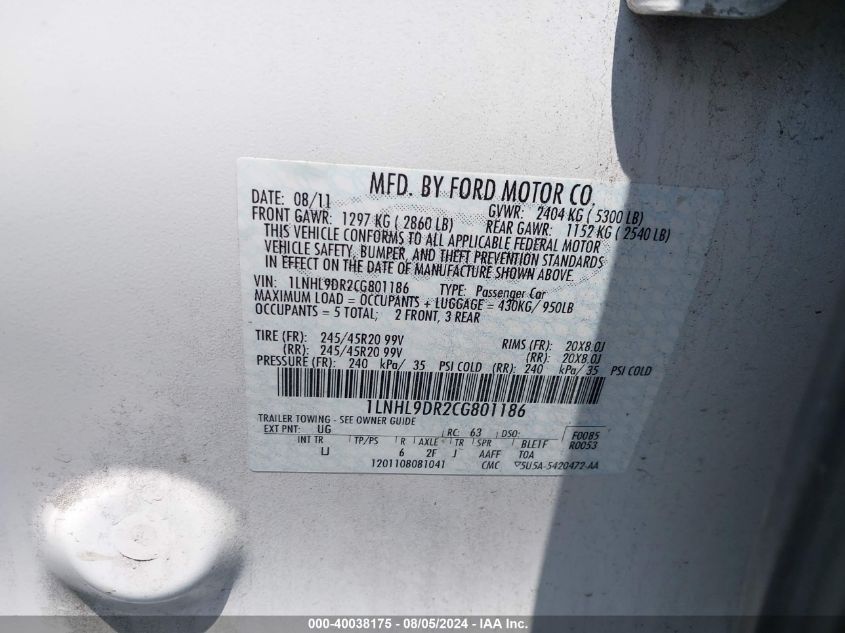 MFD. BY FORD MOTOR CO.
DATE: 08/11 GVWR: 2404 KG ( 5300 LB)
FRONT GAWR: 1297 KG ( 2860 LB) REAR GAWR: 1152 KG ( 2540 LB)
THIS VEHICLE CONFORMS TO ALL APPLICABLE FEDERAL MOTOR
VEHICLE SAFETY, BUMPER, AND THEFT PREVENTION STANDARDS
IN EFFECT ON THE DATE OF MANUFACTURE SHOWN ABOVE.
VIN: 1LNHL9DR2CG801186 TYPE: Passenger Car
MAXIMUM LOAD = OCCUPANTS + LUGGAGE = 430KG/ 950LB
OCCUPANTS = 5 TOTAL; 2 FRONT, 3 REAR
TIRE (FR): 245/45R20 99V RIMS (FR): 20X8.0J
(RR): 245/45R20 99V (RR): 20X8.0J
PRESSURE (FR): 240 kPa/ 35 PSI COLD (RR): 240 kPa/ 35 PSI COLD
1LNHL9DR2CG801186
TRAILER TOWING - SEE OWNER GUIDE
EXT PNT: UG RC: 63 DSO: F0085
INT TR TP/PS R AXLE TR SPR BLETF R0053
LJ 6 2F J AAFF TOA
1201108081041 CMC 5U5A-5420472-AA
000-40038175 - 08/05/2024 - IAA Inc.